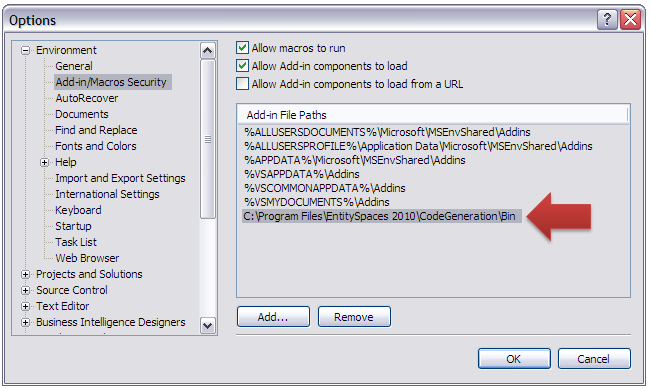 Options
Environment
General
Add-in/Macros Security
AutoRecover
Documents
Find and Replace
Fonts and Colors
Help
Import and Export Settings
International Settings
Keyboard
Startup
Task List
Web Browser
Projects and Solutions
Source Control
Text Editor
Business Intelligence Designers
Allow macros to run
Allow Add-in components to load
Allow Add-in components to load from a URL
Add-in File Paths
%ALLUSERSDOCUMENTS%\Microsoft\MSEnvShared\Addins
%ALLUSERSPROFILE%\Application Data\Microsoft\MSEnvShared\Addins
%APPDATA%\Microsoft\MSEnvShared\Addins
%VSAPPDATA%\Addins
%VSCOMMONAPPDATA%\Addins
%VSMYDOCUMENTS%\Addins
C:\Program Files\EntitySpaces 2010\CodeGeneration\Bin
Add...
Remove
OK
Cancel